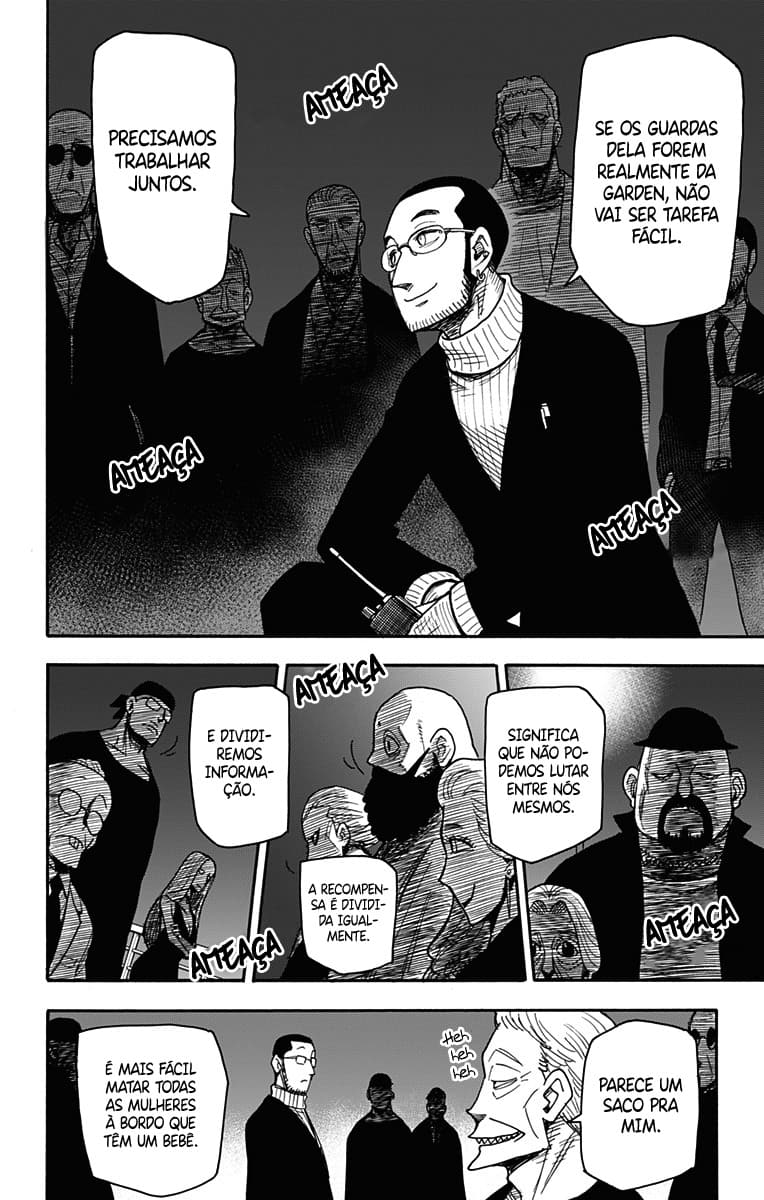 SE OS GUARDAS
DELA FOREM
REALMENTE DA
GARDEN, NÃO
VAI SER TAREFA
FÁCIL.
AMEAÇA
PRECISAMOS
TRABALHAR
JUNTOS.
AMEAÇA
AMEAÇA
SIGNIFICA
QUE NÃO PO-
DEMOS LUTAR
ENTRE NÓS
MESMOS.
AMEAÇA
AMEAÇA
A RECOMPEN-
SA É DIVIDI-
DA IGUAL-
MENTE.
E DIVIDI-
REMOS
INFORMA-
ÇÃO.
AMEAÇA
PARECE UM
SACO PRA
MIM.
Heh
heh
heh
É MAIS FÁCIL
MATAR TODAS
AS MULHERES
À BORDO QUE
TÊM UM BEBÊ.